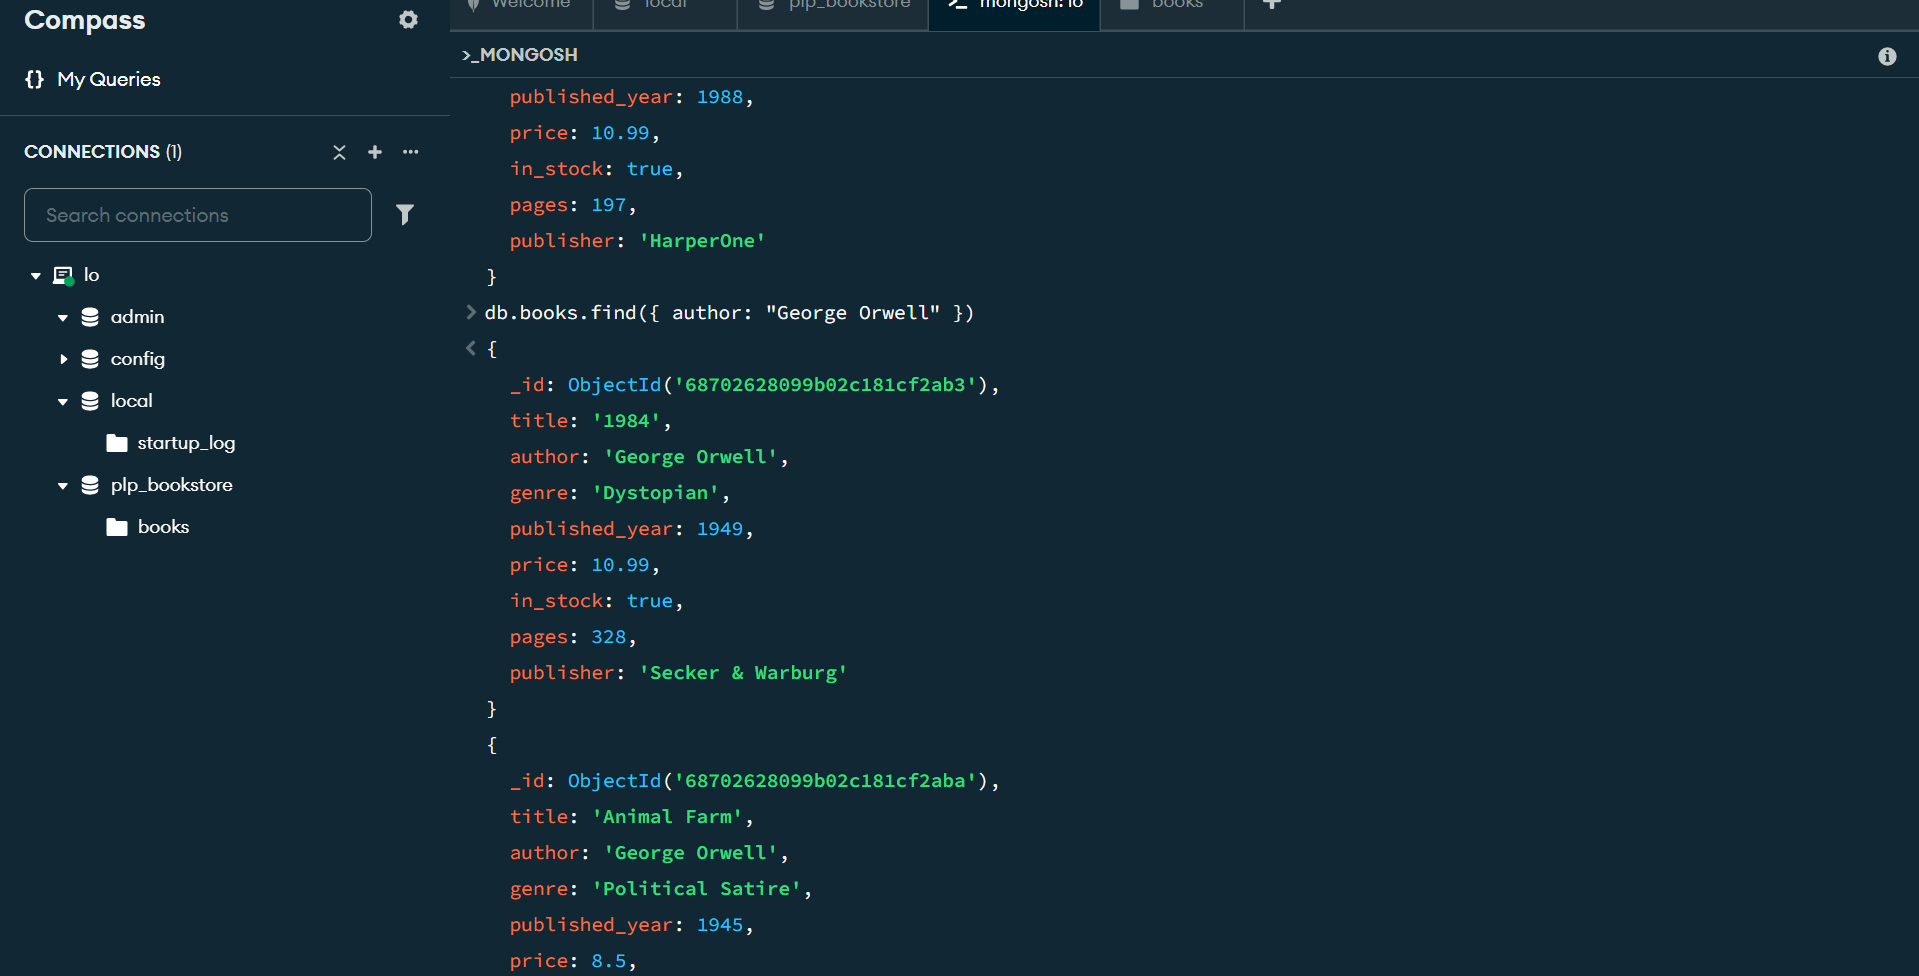 Compass
My Queries
CONNECTIONS (1)
Search connections
lo
admin
config
local
startup_log
plp_bookstore
books
Welcome
local
plp_bookstore
mongosh: lo
books
>_MONGOSH
published_year: 1988,
price: 10.99,
in_stock: true,
pages: 197,
publisher: 'HarperOne'
}
db.books.find({ author: "George Orwell" })
{
_id: ObjectId('68702628099b02c181cf2ab3'),
title: '1984',
author: 'George Orwell',
genre: 'Dystopian',
published_year: 1949,
price: 10.99,
in_stock: true,
pages: 328,
publisher: 'Secker & Warburg'
}
{
_id: ObjectId('68702628099b02c181cf2aba'),
title: 'Animal Farm',
author: 'George Orwell',
genre: 'Political Satire',
published_year: 1945,
price: 8.5,